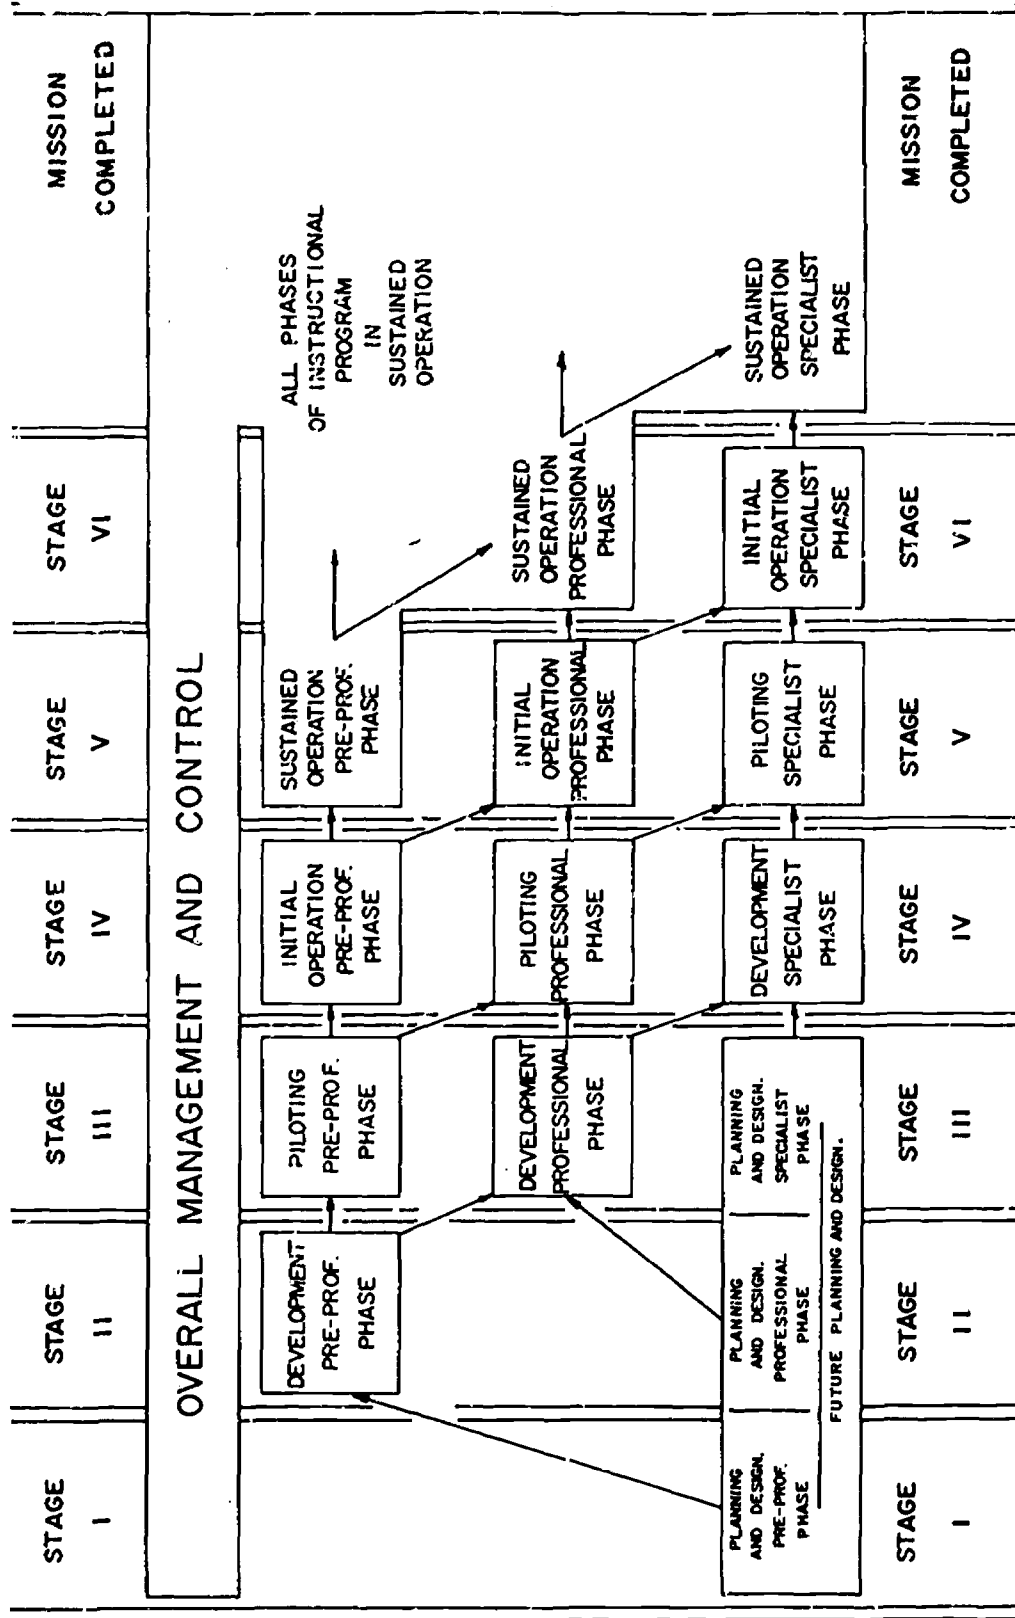 STAGE
I
STAGE
II
STAGE
III
STAGE
IV
STAGE
V
STAGE
VI
MISSION
COMPLETED
OVERALL MANAGEMENT AND CONTROL
DEVELOPMENT
PRE-PROF.
PHASE
PILOTING
PRE-PROF.
PHASE
INITIAL
OPERATION
PRE-PROF.
PHASE
SUSTAINED
OPERATION
PRE-PROF.
PHASE
ALL PHASES
OF INSTRUCTIONAL
PROGRAM
IN
SUSTAINED
OPERATION
DEVELOPMENT
PROFESSIONAL
PHASE
PILOTING
PROFESSIONAL
PHASE
INITIAL
OPERATION
PROFESSIONAL
PHASE
SUSTAINED
OPERATION
PROFESSIONAL
PHASE
PLANNING
AND DESIGN.
PRE-PROF.
PHASE
PLANNING
AND DESIGN.
PROFESSIONAL
PHASE
PLANNING
AND DESIGN.
SPECIALIST
PHASE
FUTURE PLANNING AND DESIGN.
DEVELOPMENT
SPECIALIST
PHASE
PILOTING
SPECIALIST
PHASE
INITIAL
OPERATION
SPECIALIST
PHASE
SUSTAINED
OPERATION
SPECIALIST
PHASE
STAGE
I
STAGE
II
STAGE
III
STAGE
IV
STAGE
V
STAGE
VI
MISSION
COMPLETED